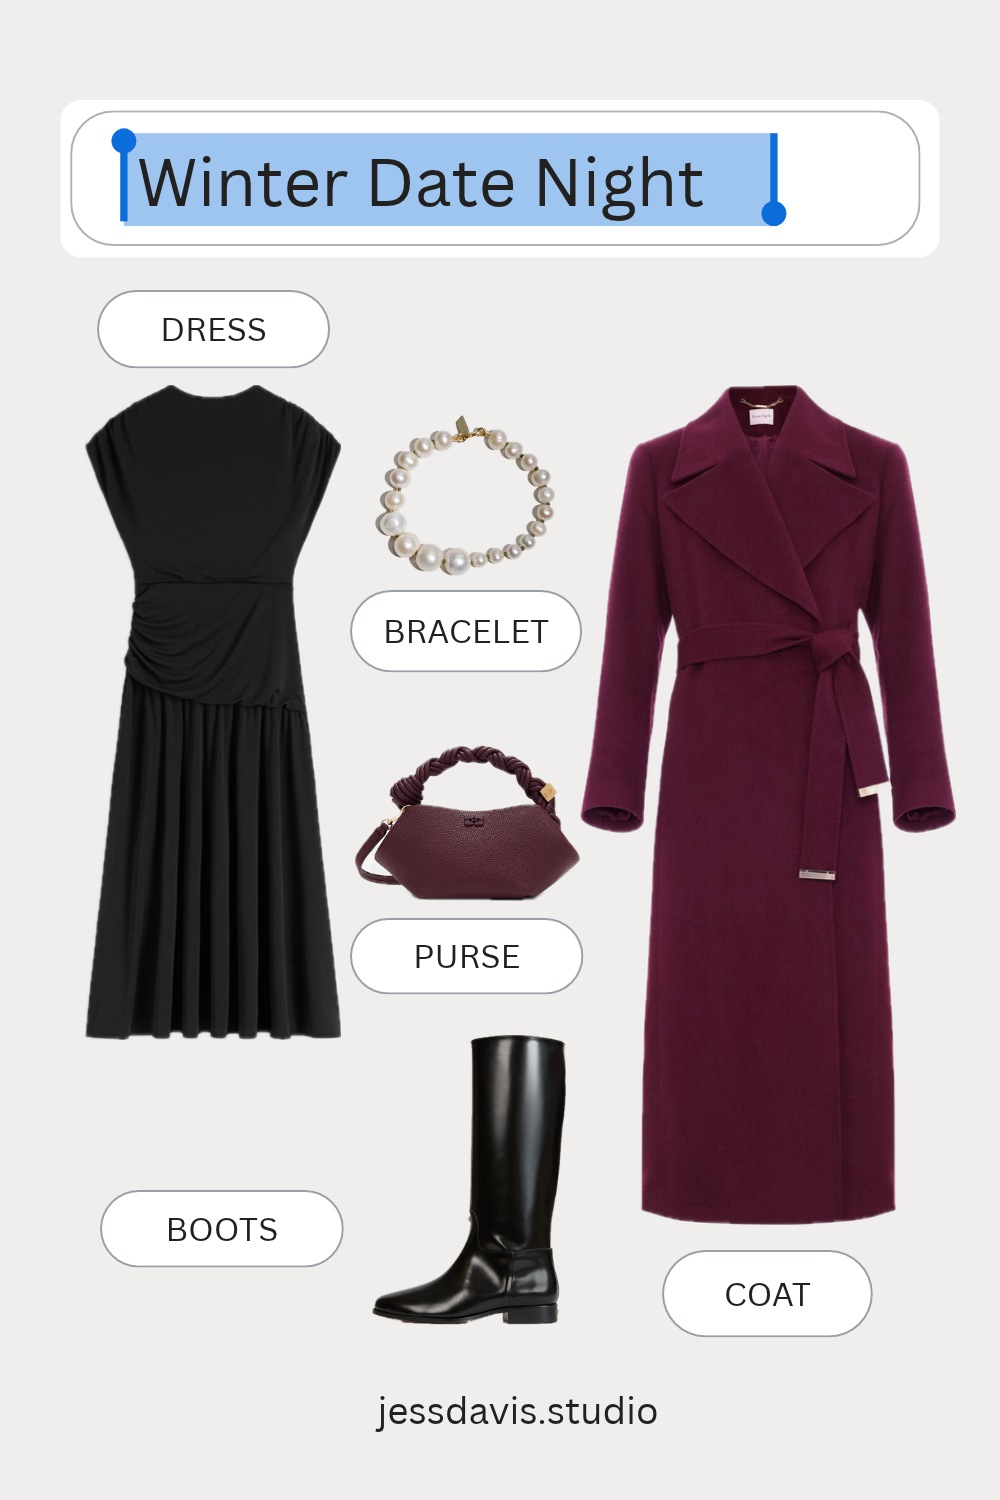 Winter Date Night
DRESS
BRACELET
PURSE
BOOTS
COAT
jessdavis.studio